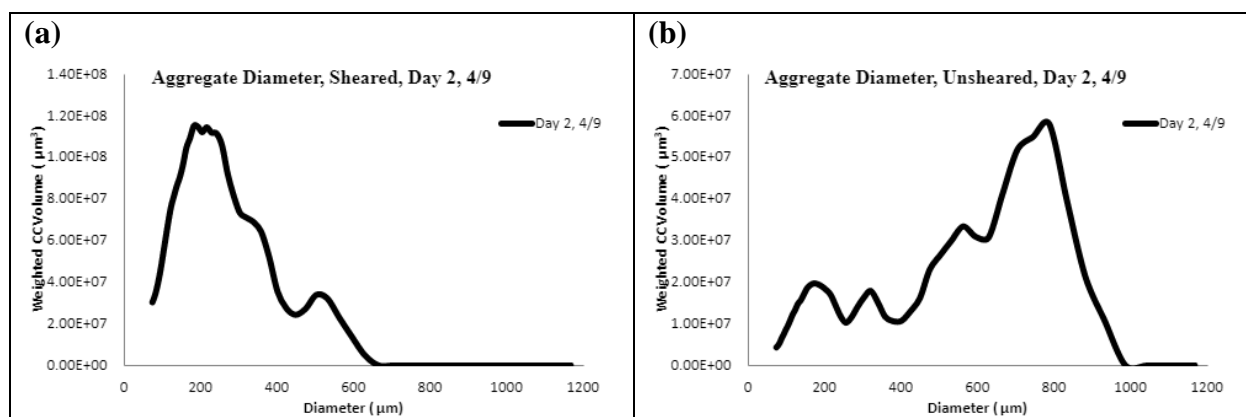 (a)
Aggregate Diameter, Sheared, Day 2, 4/9
Day 2, 4/9
Weighted CCVolume ( µm³)
1.40E+08
1.20E+08
1.00E+08
8.00E+07
6.00E+07
4.00E+07
2.00E+07
0.00E+00
0 200 400 600 800 1000 1200
Diameter ( µm)
(b)
Aggregate Diameter, Unsheared, Day 2, 4/9
Day 2, 4/9
Weighted CCVolume ( µm³)
7.00E+07
6.00E+07
5.00E+07
4.00E+07
3.00E+07
2.00E+07
1.00E+07
0.00E+00
0 200 400 600 800 1000 1200
Diameter ( µm)